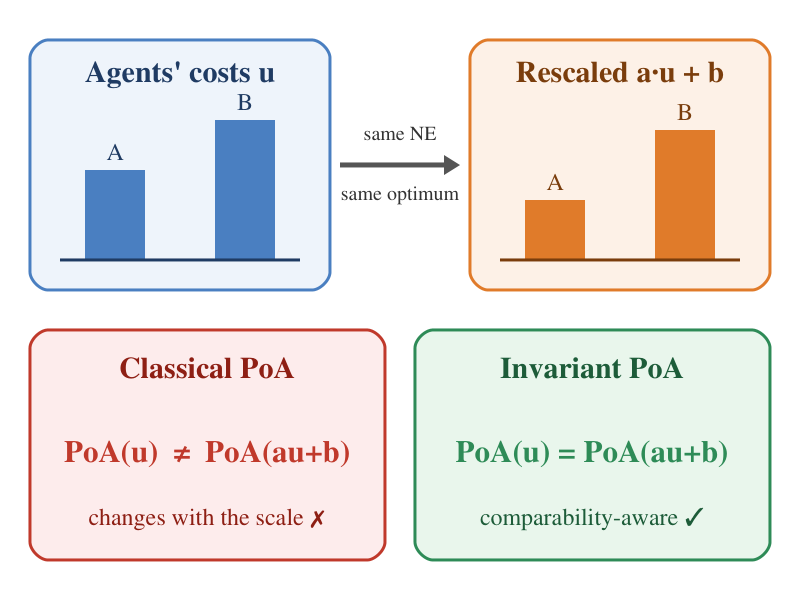 Agents' costs u
A
B
same NE
same optimum
Rescaled a·u + b
A
B
Classical PoA
PoA(u) ≠ PoA(au+b)
changes with the scale ✗
Invariant PoA
PoA(u) = PoA(au+b)
comparability-aware ✓